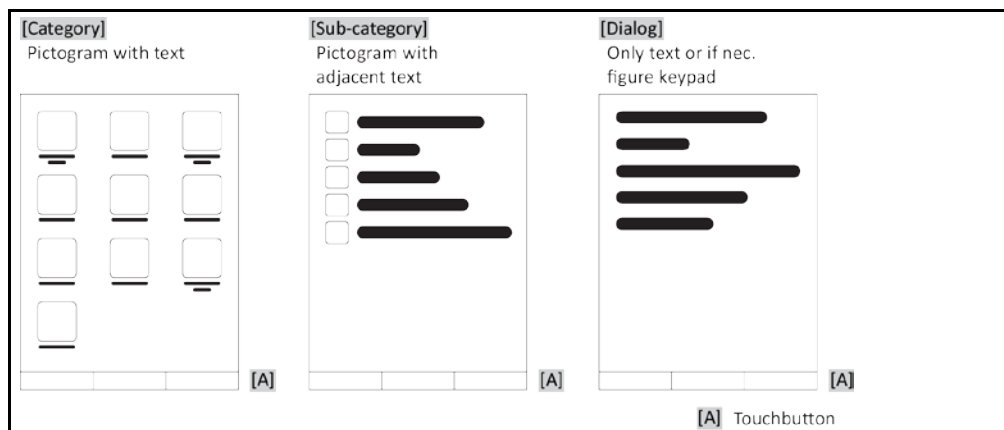 [Category]
Pictogram with text
[Sub-category]
Pictogram with
adjacent text
[Dialog]
Only text or if nec.
figure keypad
[A]
[A]
[A]
[A] Touchbutton